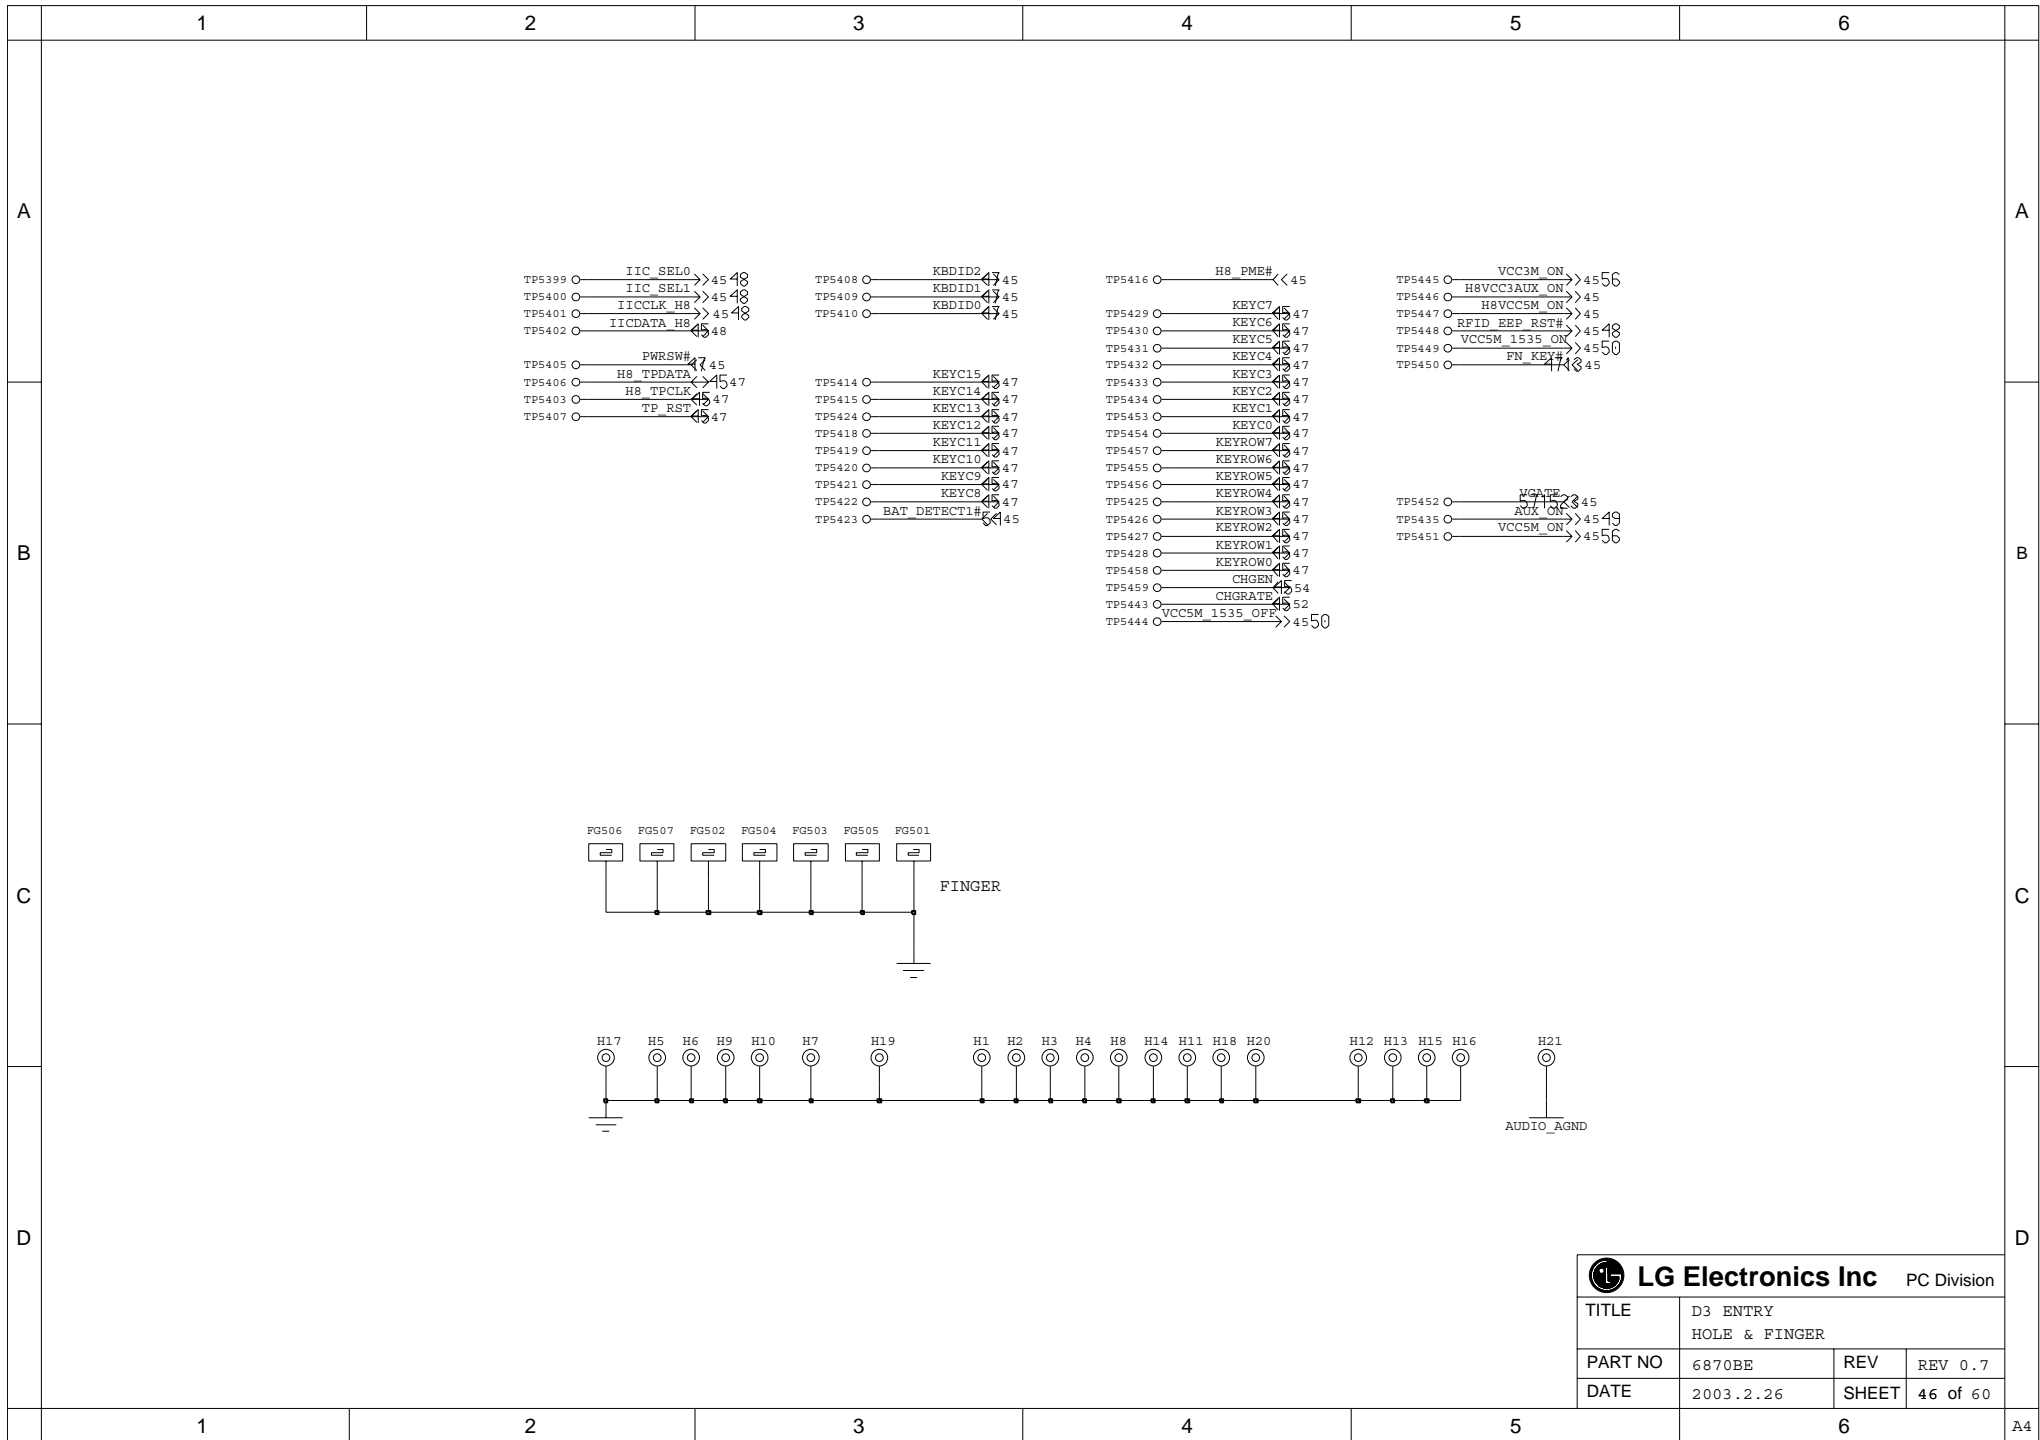 1 2 3 4 5 6
A A
TP5399 IIC_SEL0 45 48
TP5400 IIC_SEL1 45 48
TP5401 IICCLK_H8 45 48
TP5402 IICDATA_H8 45 48
TP5405 PWRSW# 47 45
TP5406 H8_TPDATA 45 47
TP5403 H8_TPCLK 45 47
TP5407 TP_RST 45 47
TP5408 KBDID2 47 45
TP5409 KBDID1 47 45
TP5410 KBDID0 47 45
TP5414 KEYC15 45 47
TP5415 KEYC14 45 47
TP5424 KEYC13 45 47
TP5418 KEYC12 45 47
TP5419 KEYC11 45 47
TP5420 KEYC10 45 47
TP5421 KEYC9 45 47
TP5422 KEYC8 45 47
TP5423 BAT_DETECT1# 54 45
TP5416 H8_PME# 45
TP5429 KEYC7 45 47
TP5430 KEYC6 45 47
TP5431 KEYC5 45 47
TP5432 KEYC4 45 47
TP5433 KEYC3 45 47
TP5434 KEYC2 45 47
TP5453 KEYC1 45 47
TP5454 KEYC0 45 47
TP5457 KEYROW7 45 47
TP5455 KEYROW6 45 47
TP5456 KEYROW5 45 47
TP5425 KEYROW4 45 47
TP5426 KEYROW3 45 47
TP5427 KEYROW2 45 47
TP5428 KEYROW1 45 47
TP5458 KEYROW0 45 47
TP5459 CHGEN 45 54
TP5443 CHGRATE 45 52
TP5444 VCC5M_1535_OFF 45 50
TP5445 VCC3M_ON 45 56
TP5446 H8VCC3AUX_ON 45
TP5447 H8VCC5M_ON 45
TP5448 RFID_EEP_RST# 45 48
TP5449 VCC5M_1535_ON 45 50
TP5450 FN_KEY# 45
TP5452 VGATE 45
TP5435 AUX_ON 45 49
TP5451 VCC5M_ON 45 56
B B
FG506 FG507 FG502 FG504 FG503 FG505 FG501
FINGER
C C
H17 H5 H6 H9 H10 H7 H19 H1 H2 H3 H4 H8 H14 H11 H18 H20 H12 H13 H15 H16 H21
AUDIO_AGND
D D
LG Electronics Inc PC Division
TITLE D3 ENTRY
HOLE & FINGER
PART NO 6870BE REV REV 0.7
DATE 2003.2.26 SHEET 46 of 60
1 2 3 4 5 6 A4